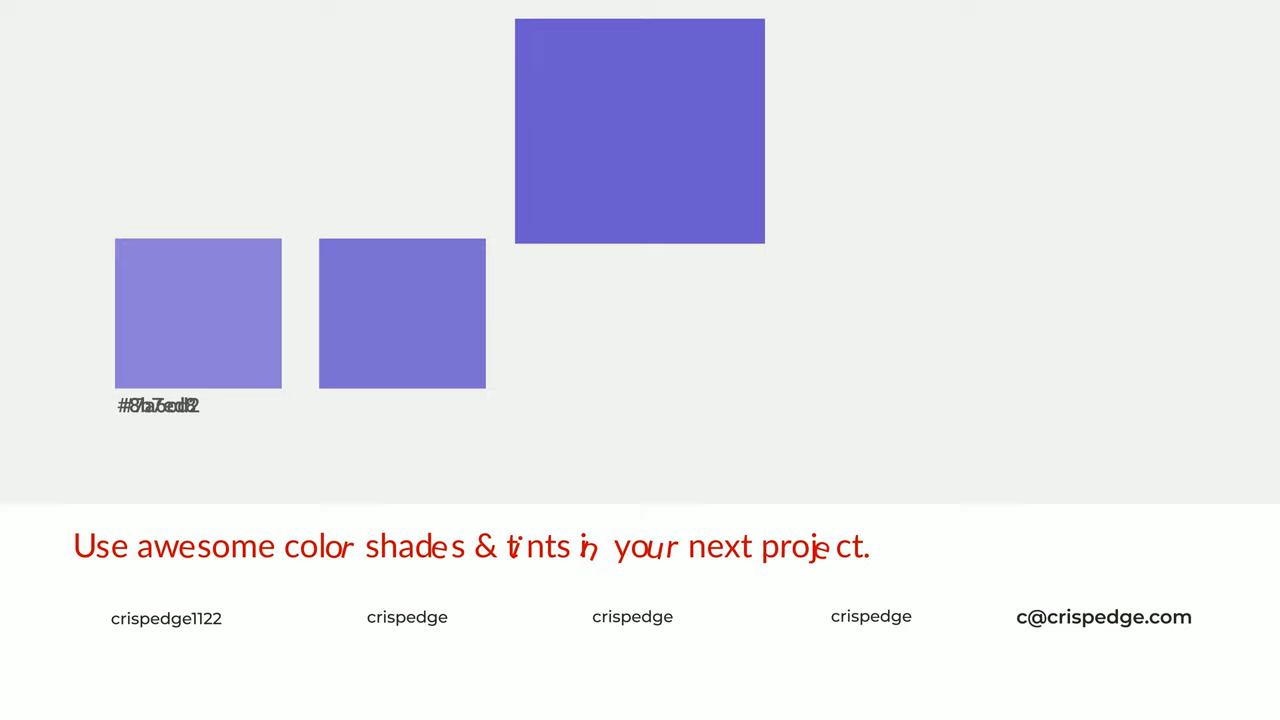 Use awesome color shades & tints in your next project.
crispedge1122 crispedge crispedge crispedge c@crispedge.com